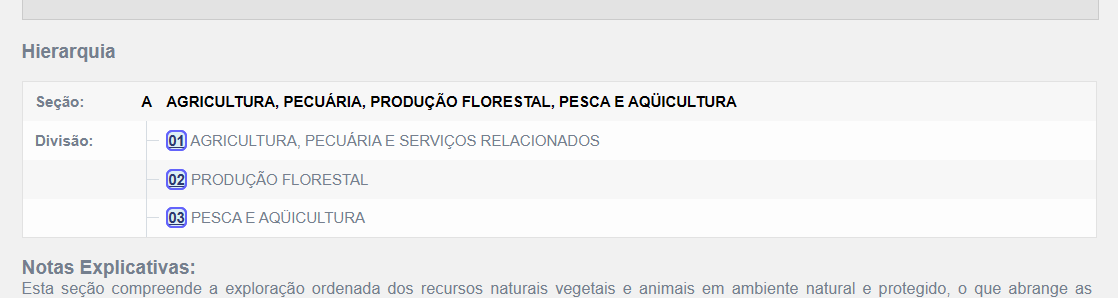 Hierarquia
Seção: A AGRICULTURA, PECUÁRIA, PRODUÇÃO FLORESTAL, PESCA E AQÜICULTURA
Divisão: 01 AGRICULTURA, PECUÁRIA E SERVIÇOS RELACIONADOS
02 PRODUÇÃO FLORESTAL
03 PESCA E AQÜICULTURA
Notas Explicativas:
Esta seção compreende a exploração ordenada dos recursos naturais vegetais e animais em ambiente natural e protegido, o que abrange as